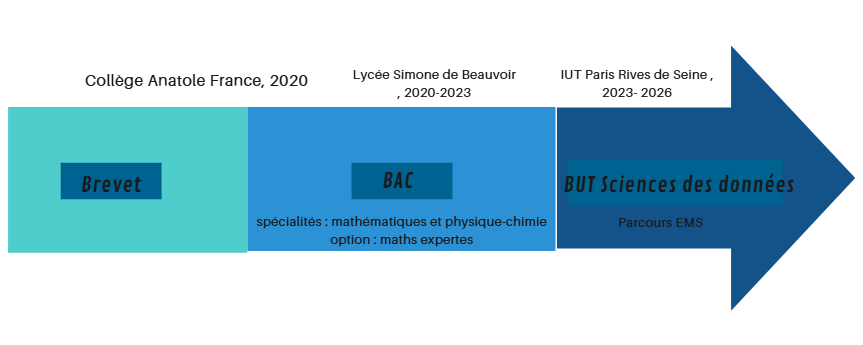 Collège Anatole France, 2020
Brevet
Lycée Simone de Beauvoir
, 2020-2023
BAC
spécialités : mathématiques et physique-chimie
option : maths expertes
IUT Paris Rives de Seine ,
2023- 2026
BUT Sciences des données
Parcours EMS